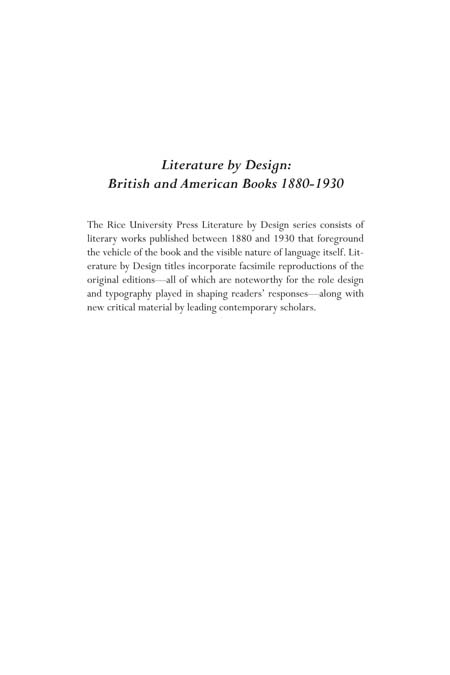 Literature by Design:
British and American Books 1880-1930
The Rice University Press Literature by Design series consists of
literary works published between 1880 and 1930 that foreground
the vehicle of the book and the visible nature of language itself. Lit-
erature by Design titles incorporate facsimile reproductions of the
original editions—all of which are noteworthy for the role design
and typography played in shaping readers’ responses—along with
new critical material by leading contemporary scholars.